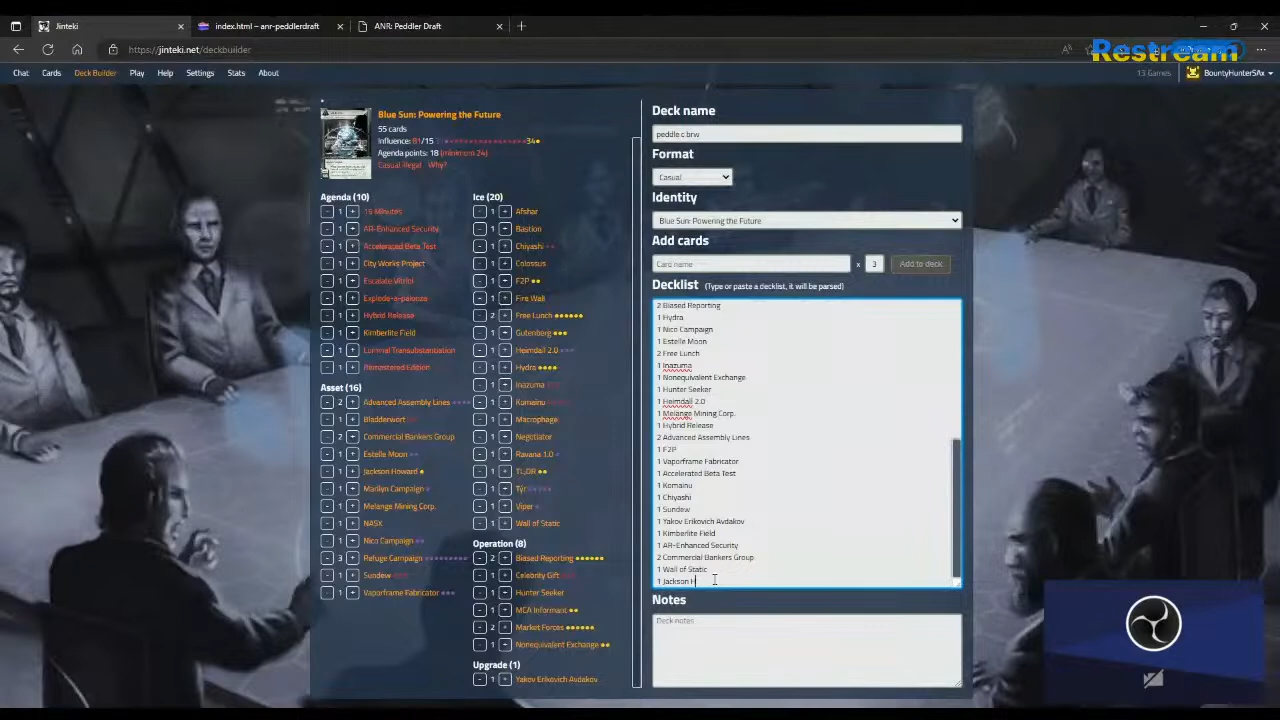 Jinteki
index.html – anr-peddlerdraft
ANR: Peddler Draft
https://jinteki.net/deckbuilder
Restream
Chat Cards Deck Builder Play Help Settings Stats About
13 Games BountyHunterSAx
Blue Sun: Powering the Future
55 cards
Influence: 81/15 34
Agenda points: 18 (minimum 24)
Casual illegal Why?
Agenda (10)
- 1 + 15 Minutes
- 1 + AR-Enhanced Security
- 1 + Accelerated Beta Test
- 1 + City Works Project
- 1 + Escalate Vitriol
- 1 + Explode-a-palooza
- 1 + Hybrid Release
- 1 + Kimberlite Field
- 1 + Luminal Transubstantiation
- 1 + Remastered Edition
Asset (16)
- 2 + Advanced Assembly Lines
- 1 + Bladderwort
- 2 + Commercial Bankers Group
- 1 + Estelle Moon
- 1 + Jackson Howard
- 1 + Marilyn Campaign
- 1 + Melange Mining Corp.
- 1 + NASX
- 1 + Nico Campaign
- 3 + Refuge Campaign
- 1 + Sundew
- 1 + Vaporframe Fabricator
Ice (20)
- 1 + Afshar
- 1 + Bastion
- 1 + Chiyashi
- 1 + Colossus
- 1 + F2P
- 1 + Fire Wall
- 2 + Free Lunch
- 1 + Gutenberg
- 1 + Heimdall 2.0
- 1 + Hydra
- 1 + Inazuma
- 1 + Komainu
- 1 + Macrophage
- 1 + Negotiator
- 1 + Ravana 1.0
- 1 + TL;DR
- 1 + Týr
- 1 + Viper
- 1 + Wall of Static
Operation (8)
- 2 + Biased Reporting
- 1 + Celebrity Gift
- 1 + Hunter Seeker
- 1 + MCA Informant
- 2 + Market Forces
- 1 + Nonequivalent Exchange
Upgrade (1)
- 1 + Yakov Erikovich Avdakov
Deck name
peddle c brw
Format
Casual
Identity
Blue Sun: Powering the Future
Add cards
Card name x 3 Add to deck
Decklist (Type or paste a decklist, it will be parsed)
2 Biased Reporting
1 Hydra
1 Nico Campaign
1 Estelle Moon
2 Free Lunch
1 Inazuma
1 Nonequivalent Exchange
1 Hunter Seeker
1 Heimdall 2.0
1 Melange Mining Corp.
1 Hybrid Release
2 Advanced Assembly Lines
1 F2P
1 Vaporframe Fabricator
1 Accelerated Beta Test
1 Komainu
1 Chiyashi
1 Sundew
1 Yakov Erikovich Avdakov
1 Kimberlite Field
1 AR-Enhanced Security
2 Commercial Bankers Group
1 Wall of Static
1 Jackson H
Notes
Deck notes